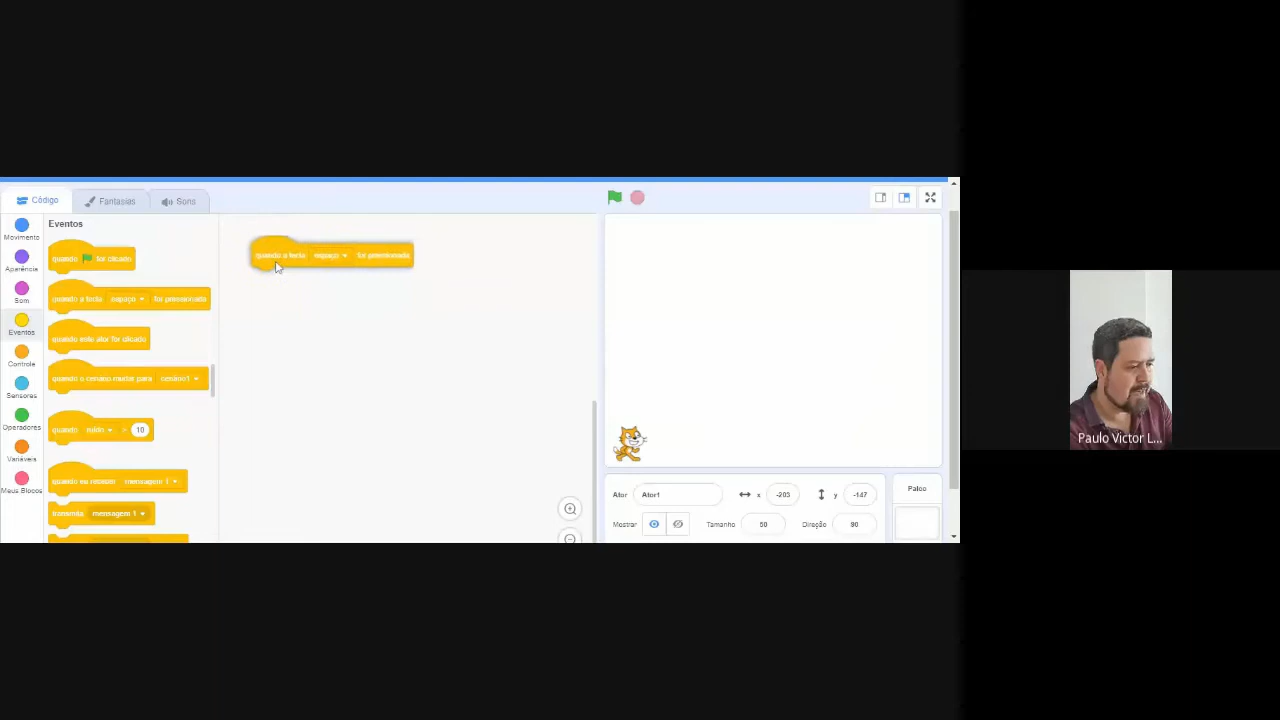 Código
Fantasias
Sons
Movimento
Aparência
Som
Eventos
Controle
Sensores
Operadores
Variáveis
Meus Blocos
Eventos
quando foi clicado
quando a tecla espaço foi pressionada
quando este ator for clicado
quando o cenário mudar para cenário1
quando ruído > 10
quando eu receber mensagem 1
transmita mensagem 1
quando a tecla espaço foi pressionada
Ator Ator1 x -203 y -147
Mostrar Tamanho 50 Direção 90
Palco
Paulo Victor L...